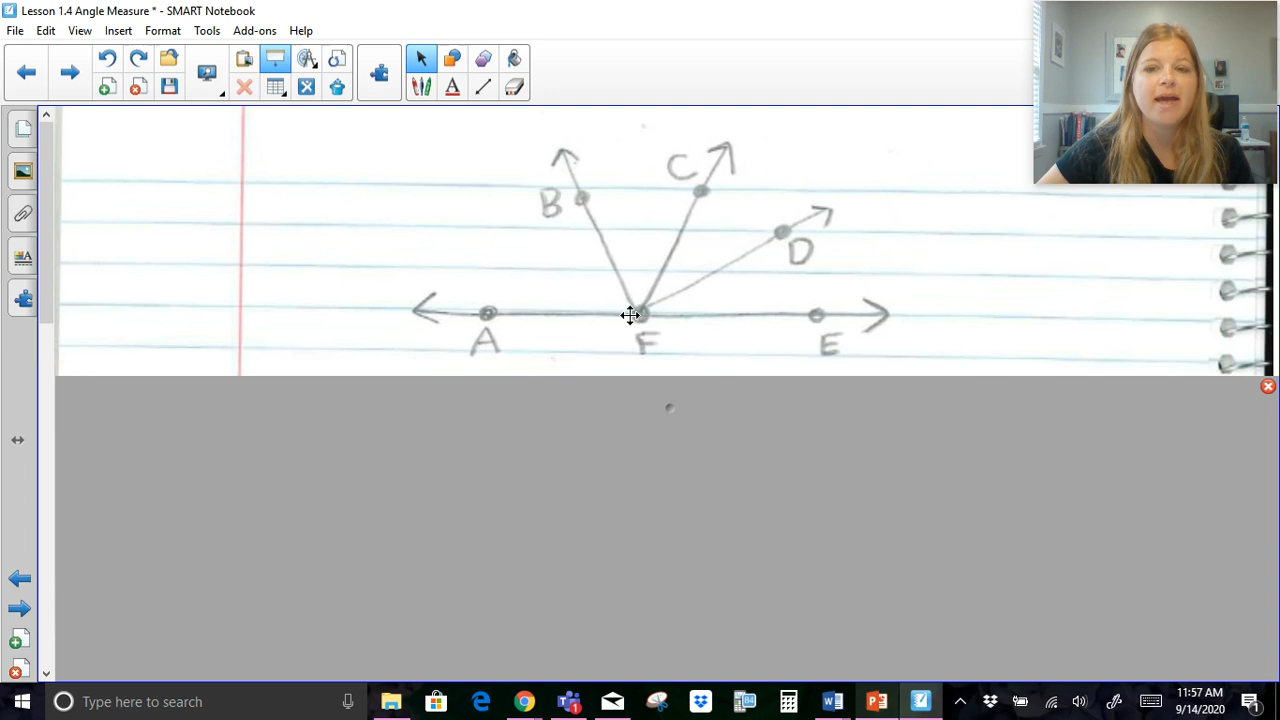 Lesson 1.4 Angle Measure * - SMART Notebook
File Edit View Insert Format Tools Add-ons Help
B C
D
A F E
Type here to search
11:57 AM
9/14/2020